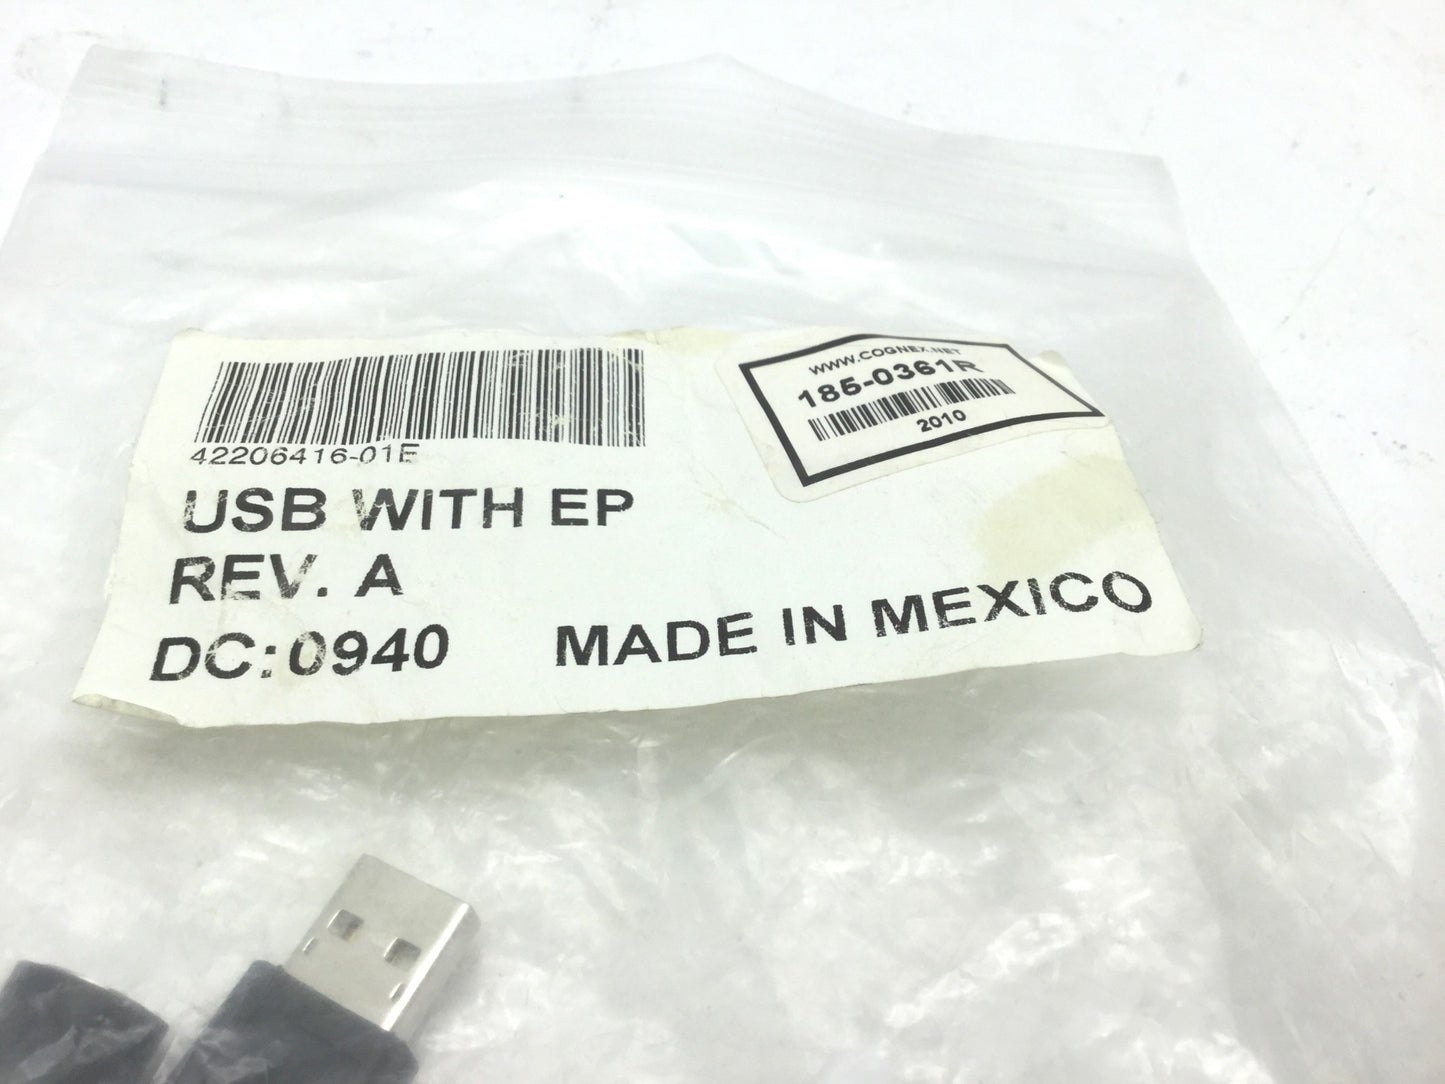 WWW.COGNEX.NET
185-0361R
2010
42206416-01E
USB WITH EP
REV. A
DC:0940 MADE IN MEXICO